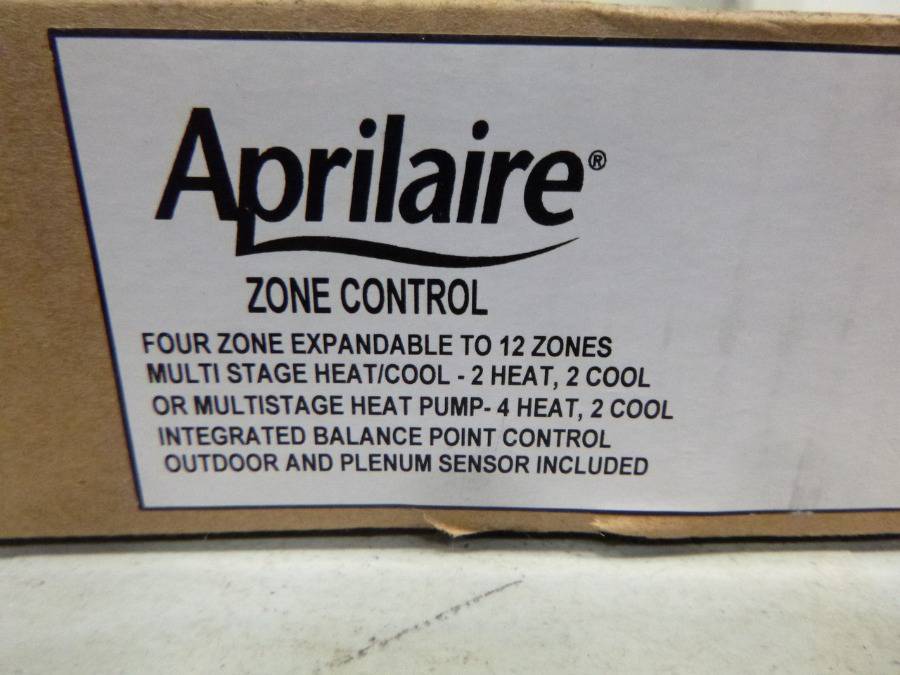 Aprilaire®
ZONE CONTROL
FOUR ZONE EXPANDABLE TO 12 ZONES
MULTI STAGE HEAT/COOL - 2 HEAT, 2 COOL
OR MULTISTAGE HEAT PUMP- 4 HEAT, 2 COOL
INTEGRATED BALANCE POINT CONTROL
OUTDOOR AND PLENUM SENSOR INCLUDED